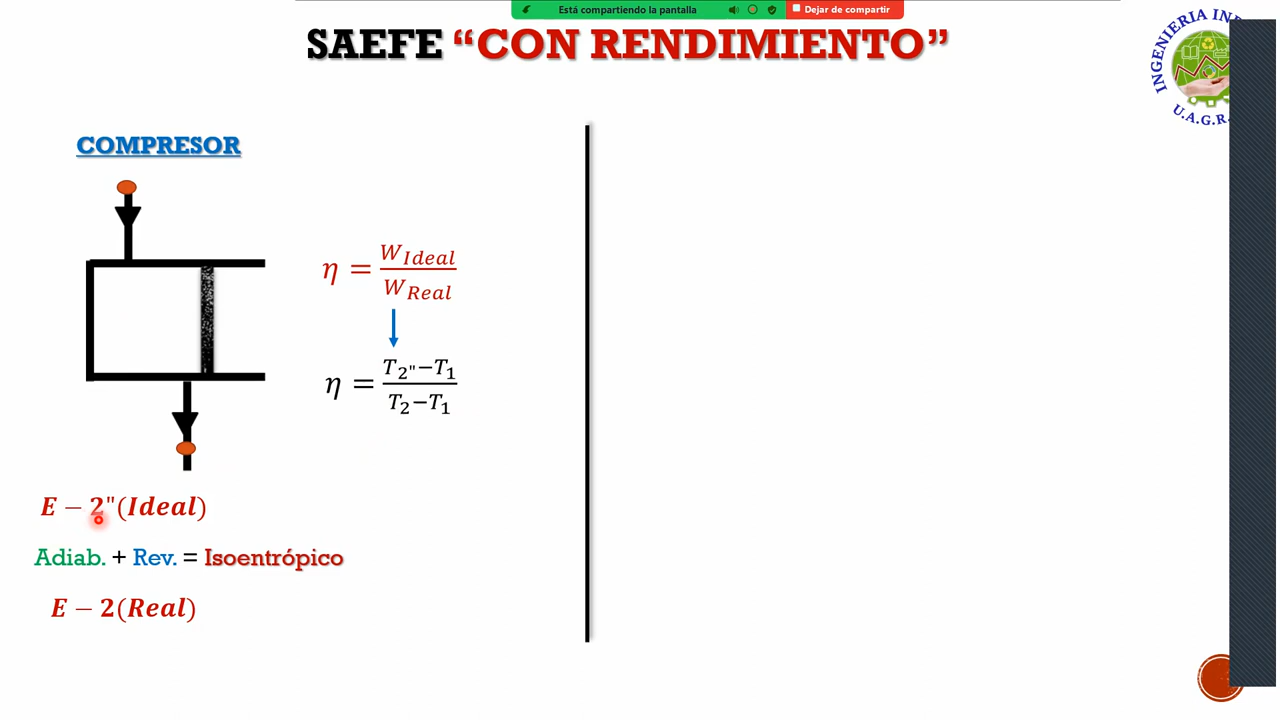 Está compartiendo la pantalla
Dejar de compartir
SAEFE “CON RENDIMIENTO”
INGENIERIA IN
U.A.G.R.
COMPRESOR
η = W_Ideal / W_Real
η = T_2" − T_1 / T_2 − T_1
E − 2"(Ideal)
Adiab. + Rev. = Isoentrópico
E − 2(Real)